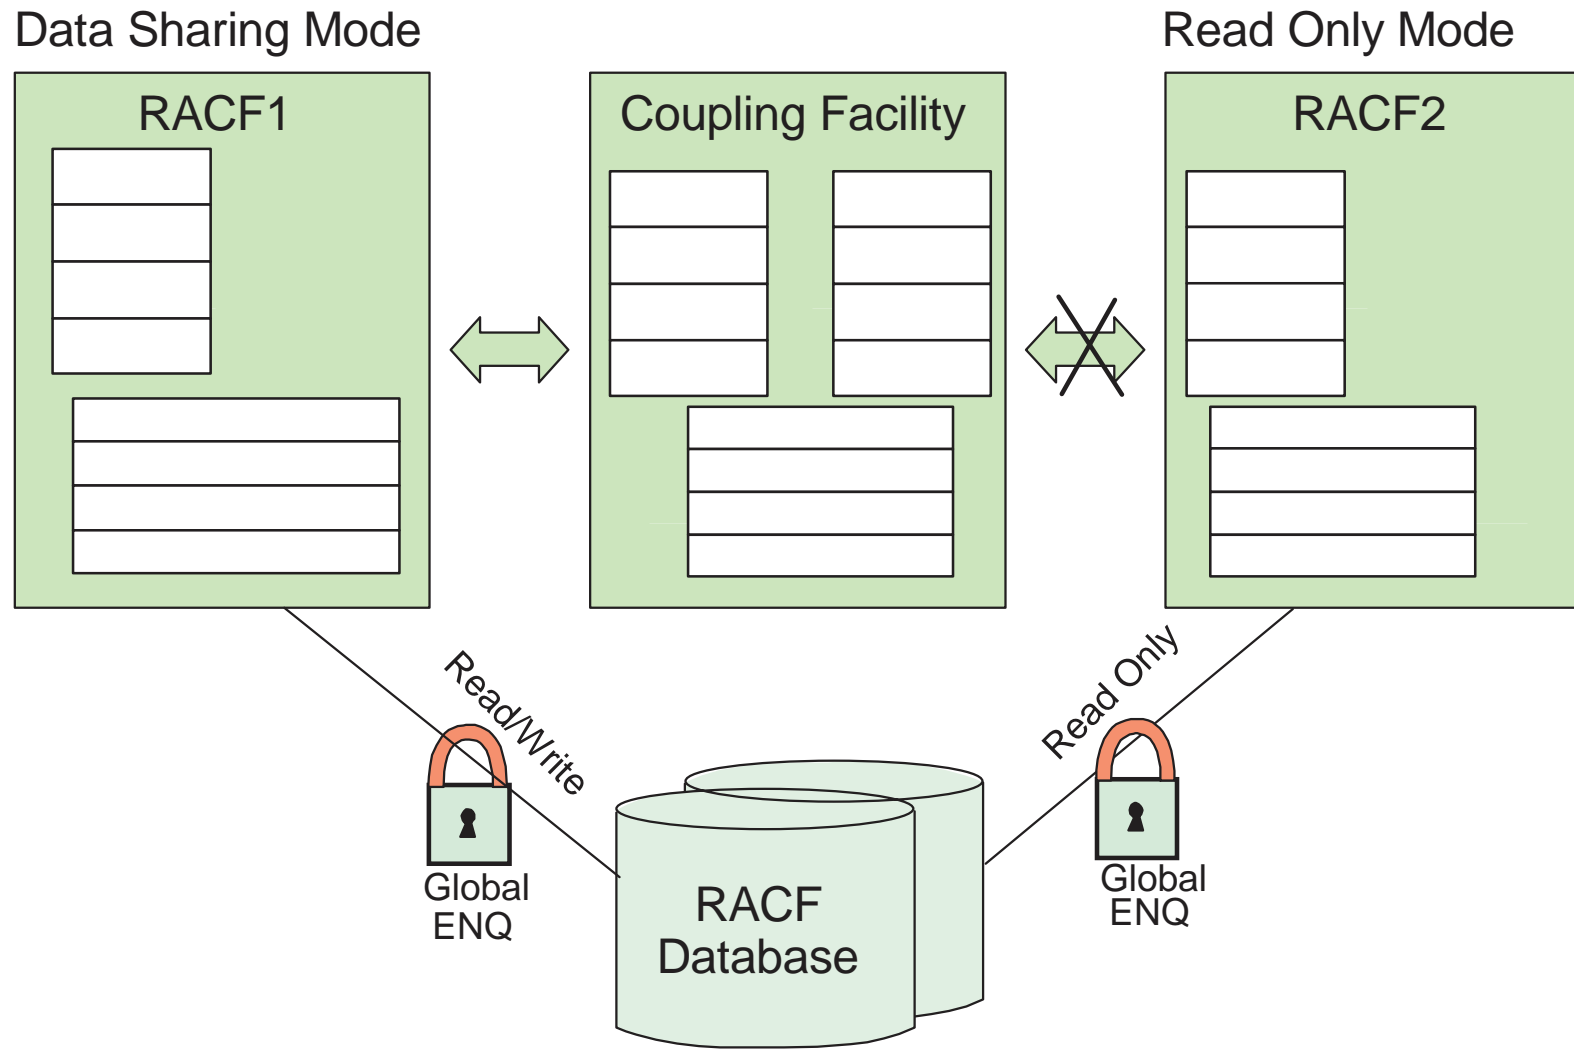 Data Sharing Mode
Read Only Mode
RACF1
Coupling Facility
RACF2
Read/Write
Read Only
Global
ENQ
Global
ENQ
RACF
Database